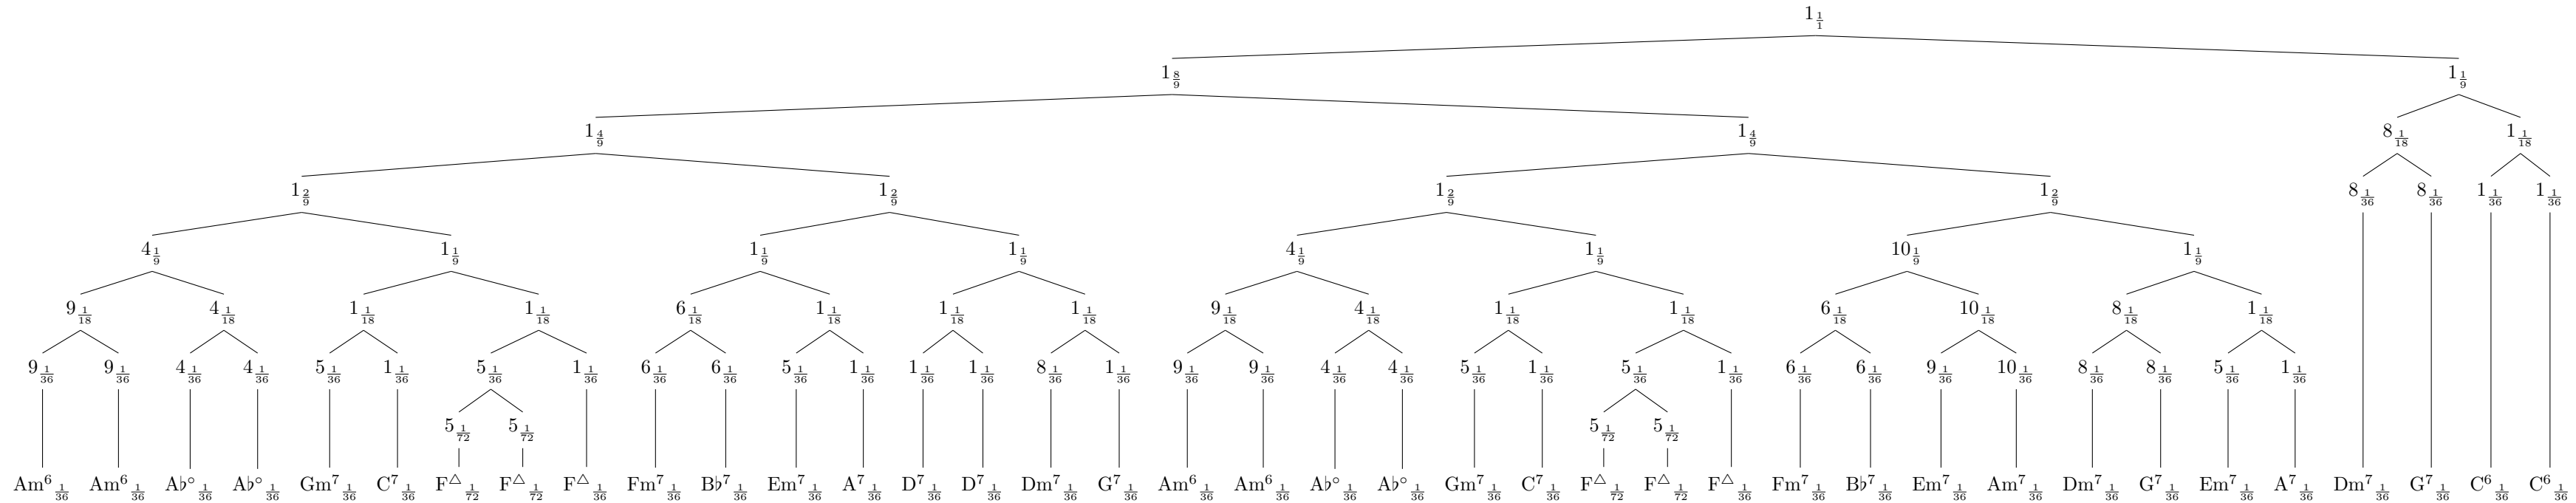 1 1/1
1 8/9 1 1/9
1 4/9 1 4/9 8 1/18 1 1/18
1 2/9 1 2/9 1 2/9 1 2/9 8 1/36 8 1/36 1 1/36 1 1/36
4 1/9 1 1/9 1 1/9 1 1/9 4 1/9 1 1/9 10 1/9 1 1/9
9 1/18 4 1/18 1 1/18 1 1/18 6 1/18 1 1/18 1 1/18 1 1/18 9 1/18 4 1/18 1 1/18 1 1/18 6 1/18 10 1/18 8 1/18 1 1/18
9 1/36 9 1/36 4 1/36 4 1/36 5 1/36 1 1/36 5 1/36 1 1/36 6 1/36 6 1/36 5 1/36 1 1/36 1 1/36 1 1/36 8 1/36 1 1/36 9 1/36 9 1/36 4 1/36 4 1/36 5 1/36 1 1/36 5 1/36 1 1/36 6 1/36 6 1/36 9 1/36 10 1/36 8 1/36 8 1/36 5 1/36 1 1/36
5 1/72 5 1/72 5 1/72 5 1/72
Am⁶ 1/36 Am⁶ 1/36 A♭° 1/36 A♭° 1/36 Gm⁷ 1/36 C⁷ 1/36 F△ 1/72 F△ 1/72 F△ 1/36 Fm⁷ 1/36 B♭⁷ 1/36 Em⁷ 1/36 A⁷ 1/36 D⁷ 1/36 D⁷ 1/36 Dm⁷ 1/36 G⁷ 1/36 Am⁶ 1/36 Am⁶ 1/36 A♭° 1/36 A♭° 1/36 Gm⁷ 1/36 C⁷ 1/36 F△ 1/72 F△ 1/72 F△ 1/36 Fm⁷ 1/36 B♭⁷ 1/36 Em⁷ 1/36 Am⁷ 1/36 Dm⁷ 1/36 G⁷ 1/36 Em⁷ 1/36 A⁷ 1/36 Dm⁷ 1/36 G⁷ 1/36 C⁶ 1/36 C⁶ 1/36